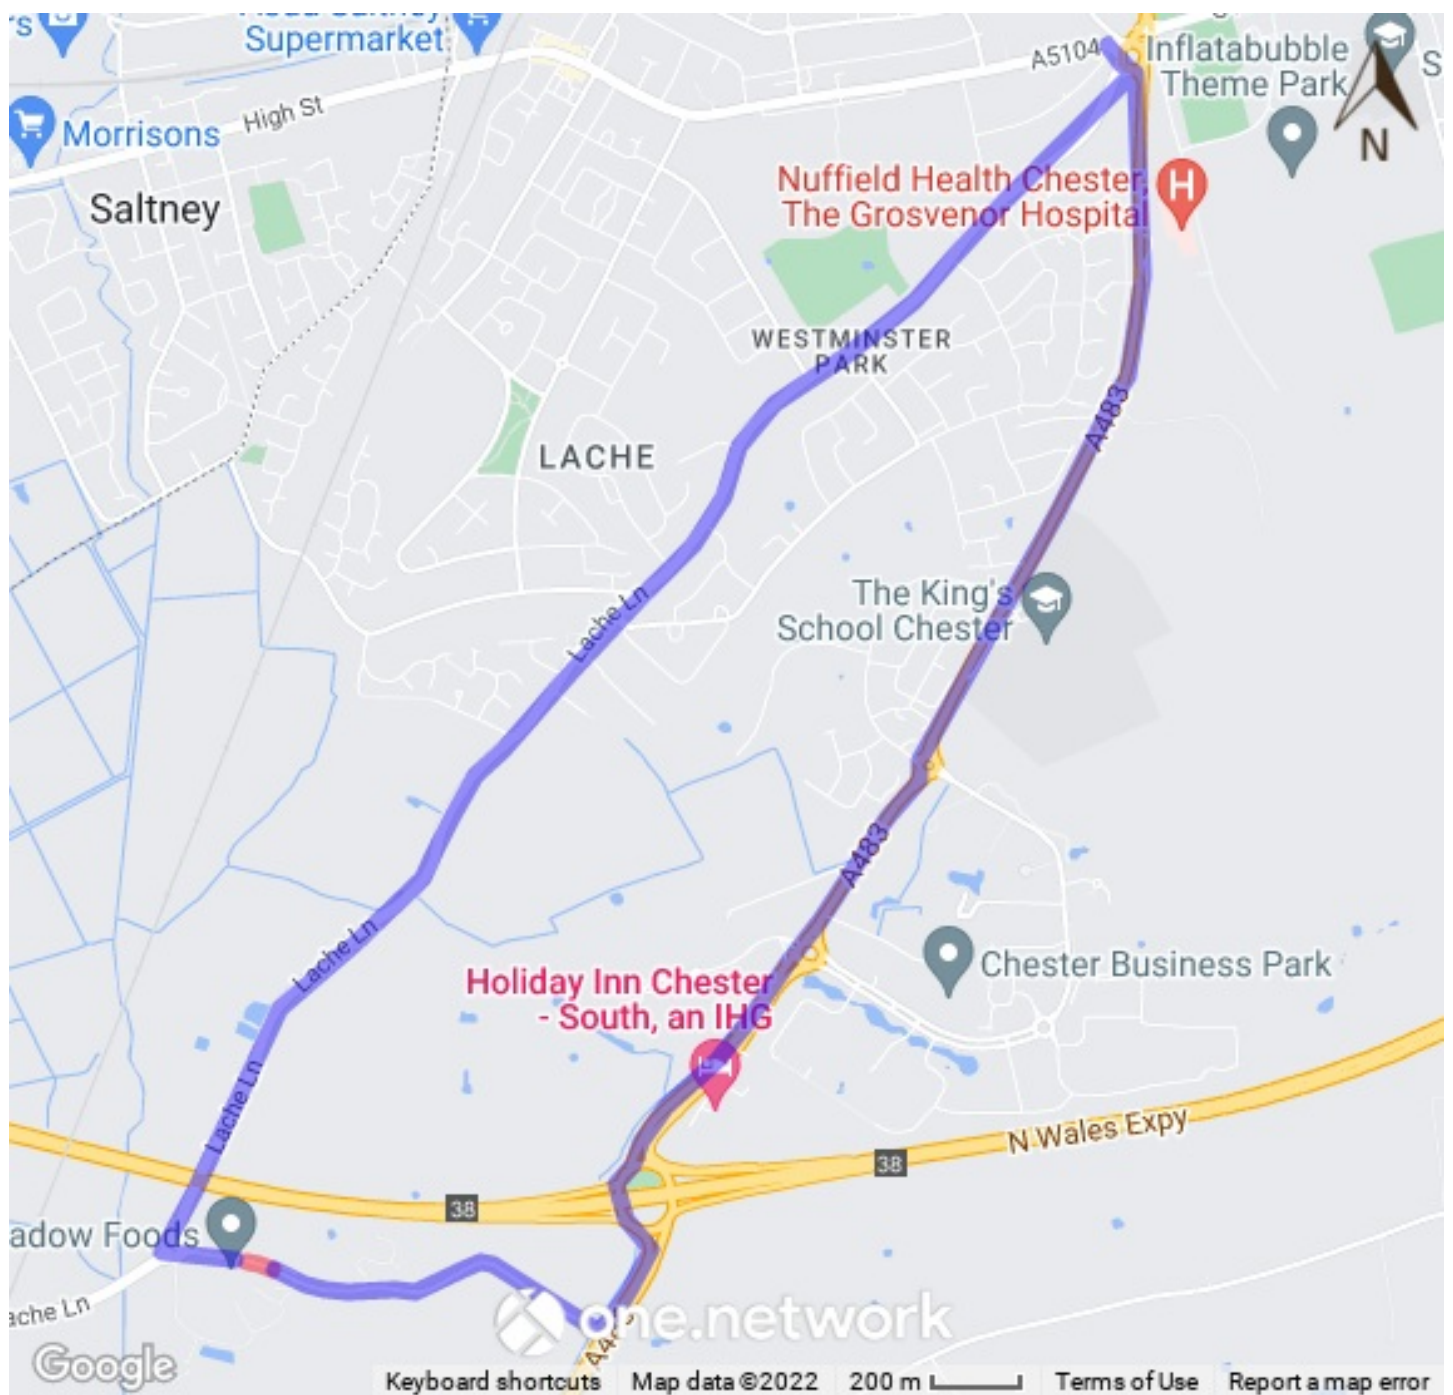 Supermarket
Morrisons
High St
Saltney
A5104
Inflatabubble
Theme Park
S
N
Nuffield Health Chester,
The Grosvenor Hospital
WESTMINSTER
PARK
A483
LACHE
Lache Ln
The King's
School Chester
A483
Lache Ln
Holiday Inn Chester
- South, an IHG
Chester Business Park
Lache Ln
N Wales Expy
38
38
adow Foods
ache Ln
one.network
Google
Keyboard shortcuts Map data ©2022 200 m Terms of Use Report a map error